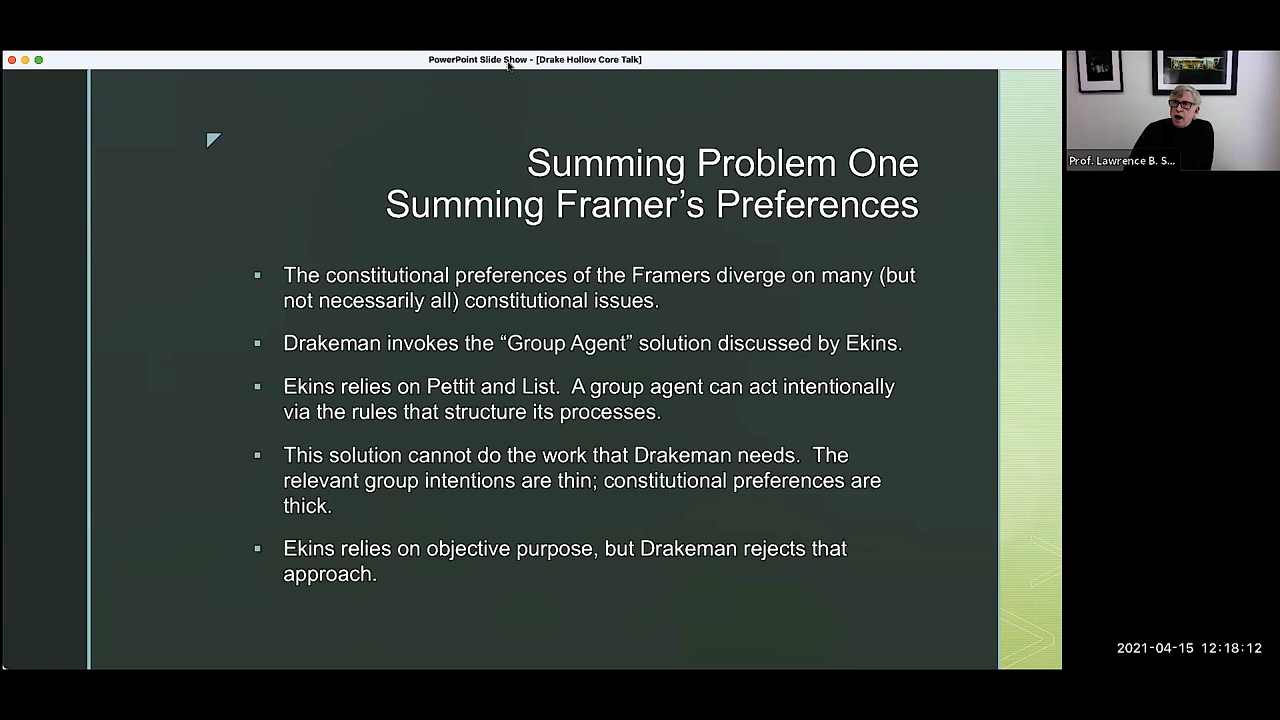 PowerPoint Slide Show - [Drake Hollow Core Talk]
Prof. Lawrence B. S...
Summing Problem One
Summing Framer’s Preferences
▪ The constitutional preferences of the Framers diverge on many (but
not necessarily all) constitutional issues.
▪ Drakeman invokes the “Group Agent” solution discussed by Ekins.
▪ Ekins relies on Pettit and List.  A group agent can act intentionally
via the rules that structure its processes.
▪ This solution cannot do the work that Drakeman needs.  The
relevant group intentions are thin; constitutional preferences are
thick.
▪ Ekins relies on objective purpose, but Drakeman rejects that
approach.
2021-04-15 12:18:12